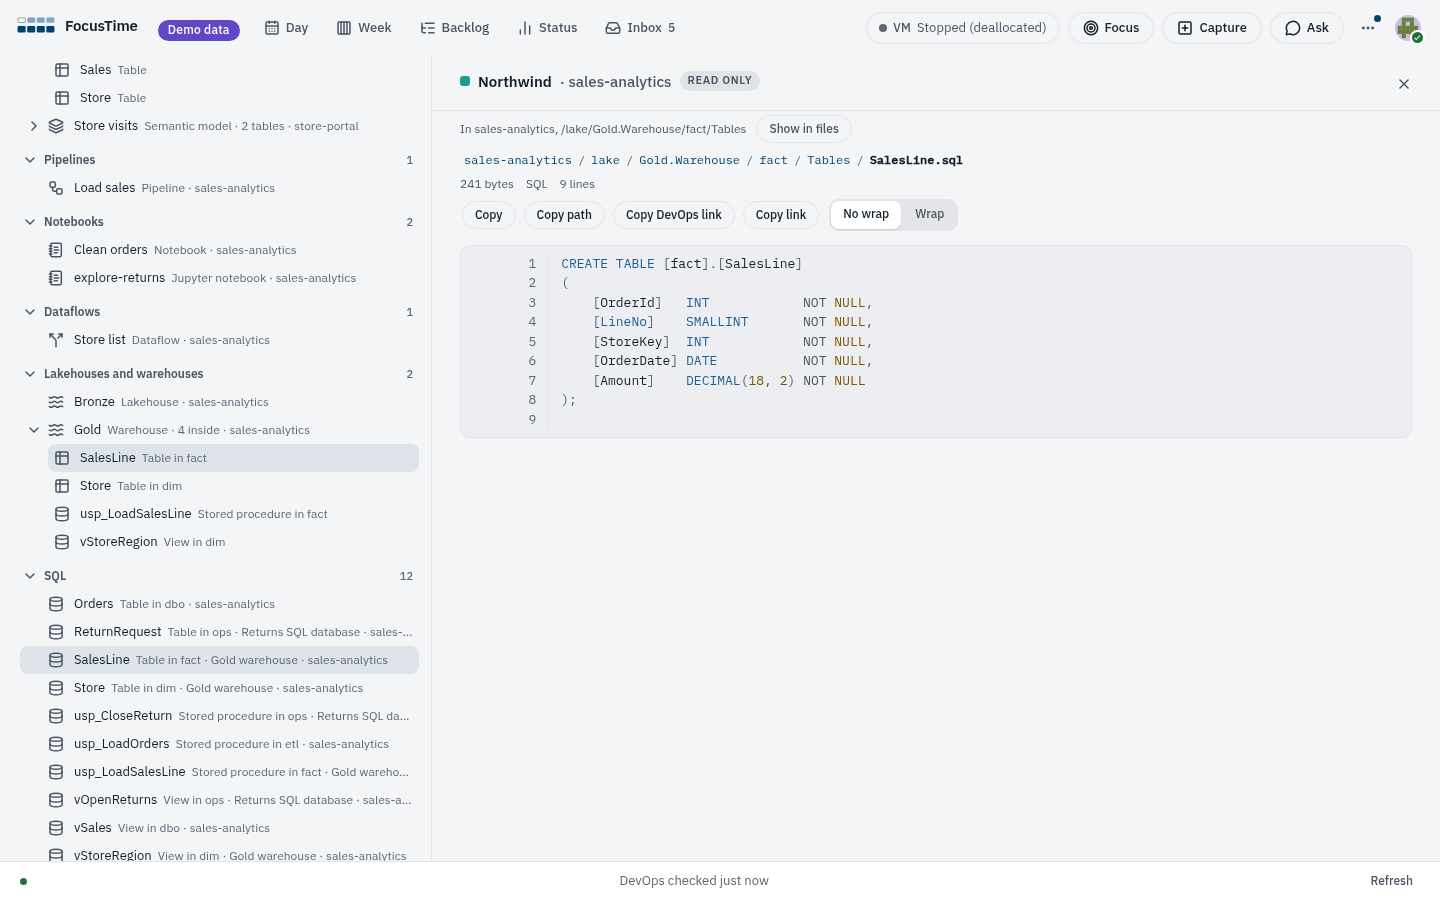 FocusTime
Demo data
Day
Week
Backlog
Status
Inbox 5
VM Stopped (deallocated)
Focus
Capture
Ask
Sales Table
Store Table
Store visits Semantic model · 2 tables · store-portal
Pipelines 1
Load sales Pipeline · sales-analytics
Notebooks 2
Clean orders Notebook · sales-analytics
explore-returns Jupyter notebook · sales-analytics
Dataflows 1
Store list Dataflow · sales-analytics
Lakehouses and warehouses 2
Bronze Lakehouse · sales-analytics
Gold Warehouse · 4 inside · sales-analytics
SalesLine Table in fact
Store Table in dim
usp_LoadSalesLine Stored procedure in fact
vStoreRegion View in dim
SQL 12
Orders Table in dbo · sales-analytics
ReturnRequest Table in ops · Returns SQL database · sales-...
SalesLine Table in fact · Gold warehouse · sales-analytics
Store Table in dim · Gold warehouse · sales-analytics
usp_CloseReturn Stored procedure in ops · Returns SQL da...
usp_LoadOrders Stored procedure in etl · sales-analytics
usp_LoadSalesLine Stored procedure in fact · Gold wareho...
vOpenReturns View in ops · Returns SQL database · sales-a...
vSales View in dbo · sales-analytics
vStoreRegion View in dim · Gold warehouse · sales-analytics
Northwind · sales-analytics READ ONLY
In sales-analytics, /lake/Gold.Warehouse/fact/Tables Show in files
sales-analytics / lake / Gold.Warehouse / fact / Tables / SalesLine.sql
241 bytes SQL 9 lines
Copy Copy path Copy DevOps link Copy link No wrap Wrap
1 CREATE TABLE [fact].[SalesLine]
2 (
3     [OrderId]   INT            NOT NULL,
4     [LineNo]    SMALLINT       NOT NULL,
5     [StoreKey]  INT            NOT NULL,
6     [OrderDate] DATE           NOT NULL,
7     [Amount]    DECIMAL(18, 2) NOT NULL
8 );
9
DevOps checked just now
Refresh